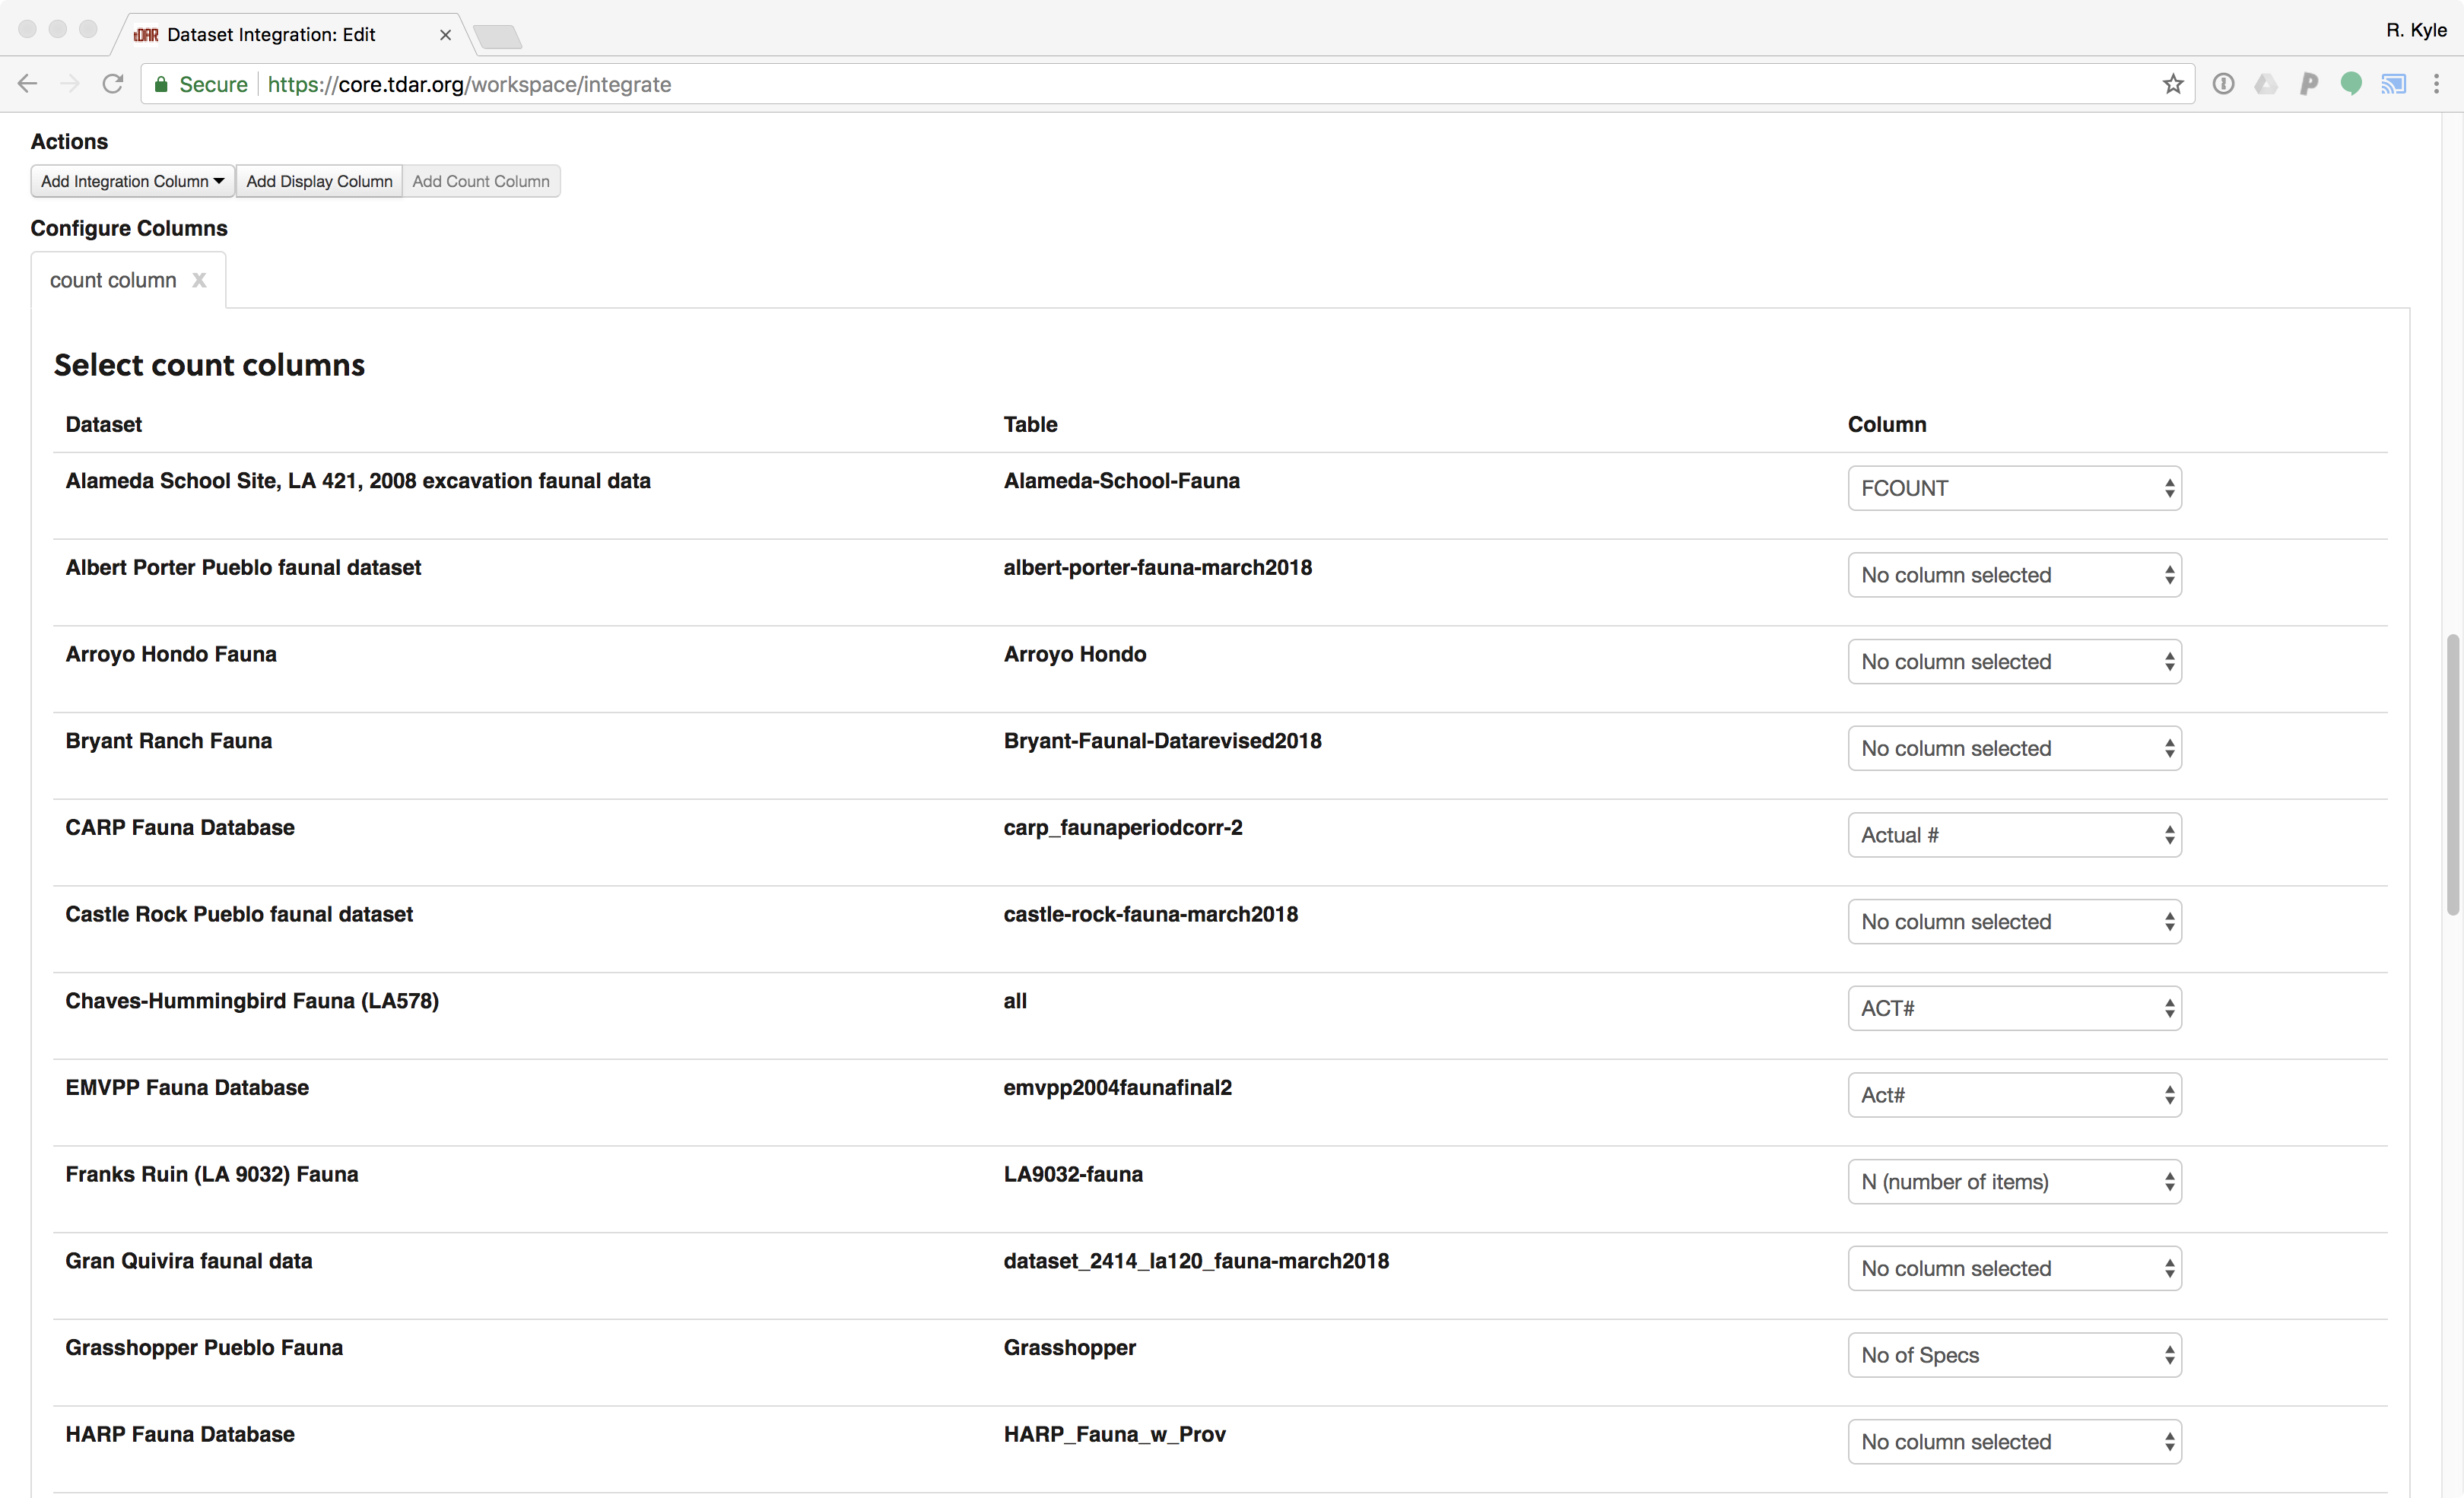 tDAR Dataset Integration: Edit ×
R. Kyle
Secure https://core.tdar.org/workspace/integrate
Actions
Add Integration Column Add Display Column Add Count Column
Configure Columns
count column x
Select count columns
Dataset Table Column
Alameda School Site, LA 421, 2008 excavation faunal data Alameda-School-Fauna FCOUNT
Albert Porter Pueblo faunal dataset albert-porter-fauna-march2018 No column selected
Arroyo Hondo Fauna Arroyo Hondo No column selected
Bryant Ranch Fauna Bryant-Faunal-Datarevised2018 No column selected
CARP Fauna Database carp_faunaperiodcorr-2 Actual #
Castle Rock Pueblo faunal dataset castle-rock-fauna-march2018 No column selected
Chaves-Hummingbird Fauna (LA578) all ACT#
EMVPP Fauna Database emvpp2004faunafinal2 Act#
Franks Ruin (LA 9032) Fauna LA9032-fauna N (number of items)
Gran Quivira faunal data dataset_2414_la120_fauna-march2018 No column selected
Grasshopper Pueblo Fauna Grasshopper No of Specs
HARP Fauna Database HARP_Fauna_w_Prov No column selected